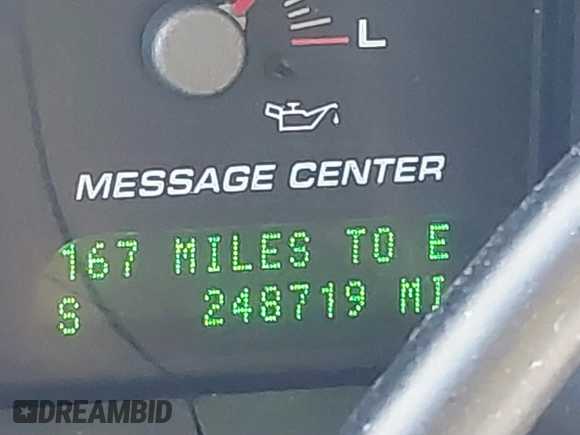 L
MESSAGE CENTER
167 MILES TO E
S 248719 MI
DREAMBID